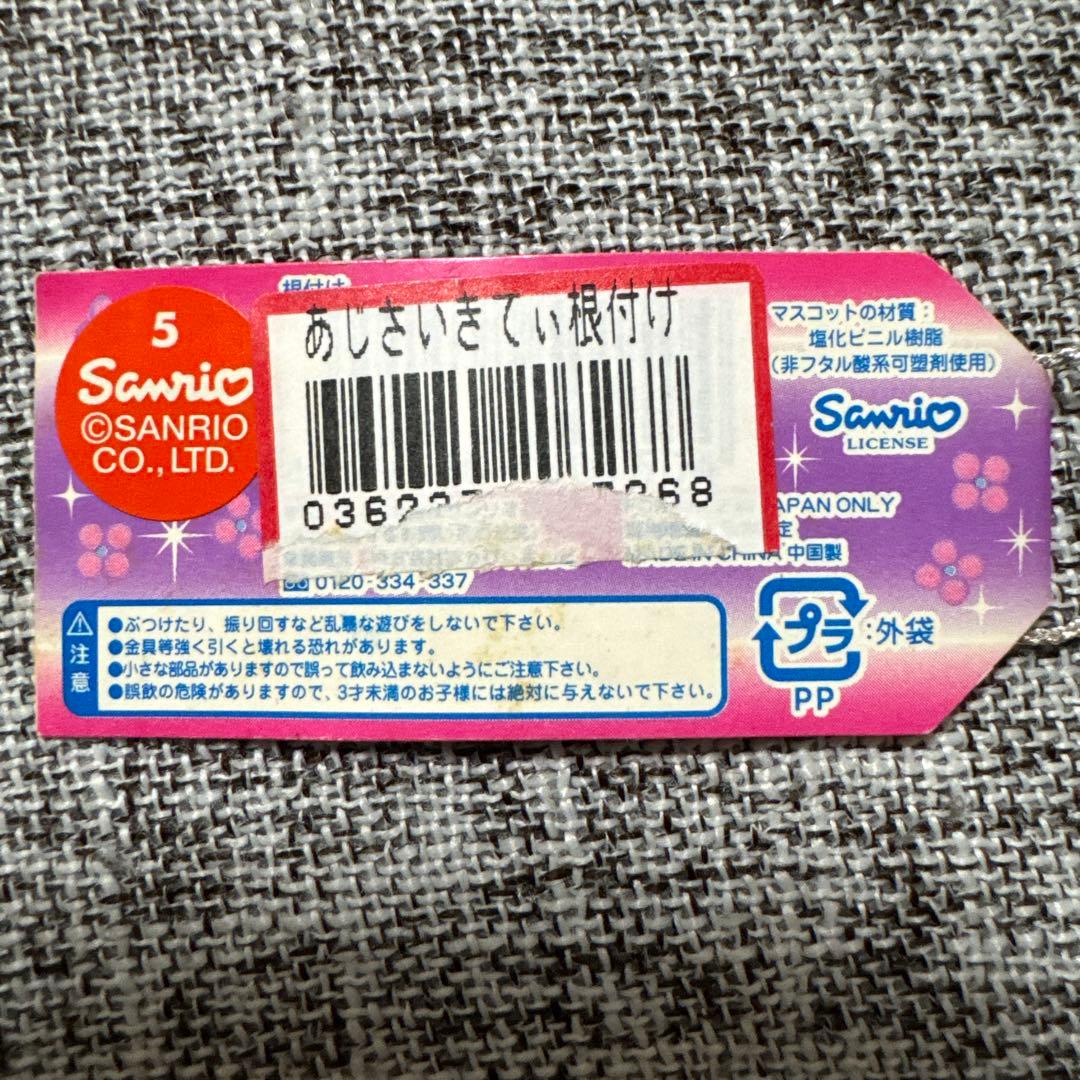 5
Sanrio
©SANRIO
CO., LTD.
根付け
あじさいきてぃ根付け
マスコットの材質：
塩化ビニル樹脂
（非フタル酸系可塑剤使用）
Sanrio
LICENSE
APAN ONLY
定
MADE IN CHINA 中国製
0120-334-337
注意
●ぶつけたり、振り回すなど乱暴な遊びをしないで下さい。
●金具等強く引くと壊れる恐れがあります。
●小さな部品がありますので誤って飲み込まないようにご注意下さい。
●誤飲の危険がありますので、3才未満のお子様には絶対に与えないで下さい。
プラ：外袋
PP